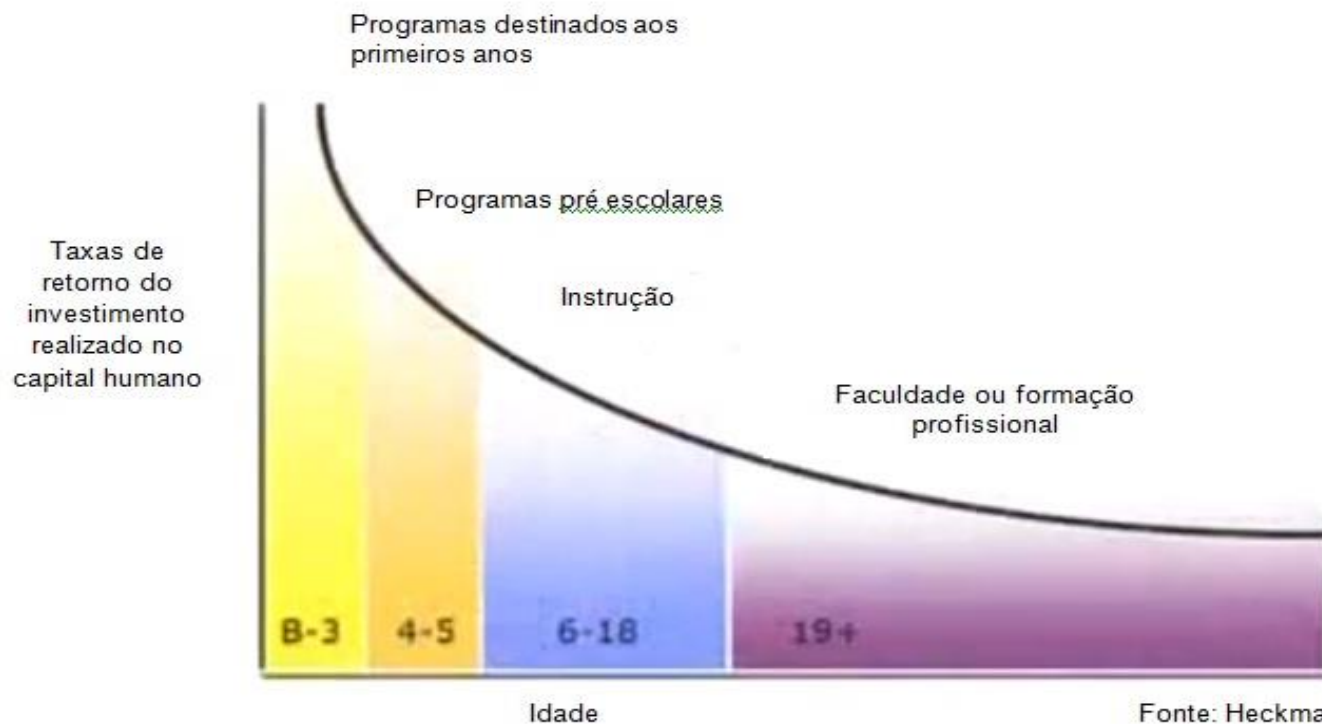 Programas destinados aos
primeiros anos
Programas pré escolares
Taxas de
retorno do
investimento
realizado no
capital humano
Instrução
Faculdade ou formação
profissional
B-3
4-5
6-18
19+
Idade
Fonte: Heckma